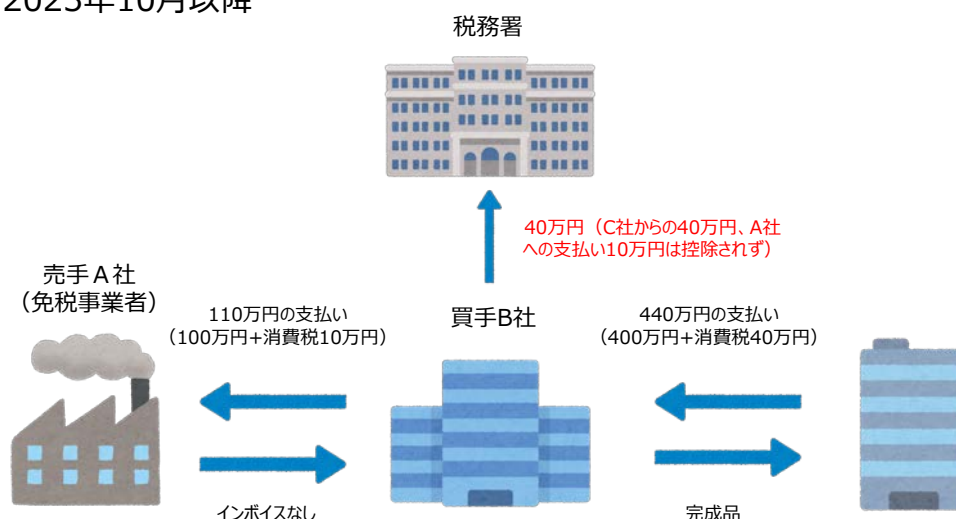 2023年10月以降
税務署
40万円（C社からの40万円、A社
への支払い10万円は控除されず）
売手A社
（免税事業者）
110万円の支払い
（100万円+消費税10万円）
買手B社
440万円の支払い
（400万円+消費税40万円）
インボイスなし
完成品